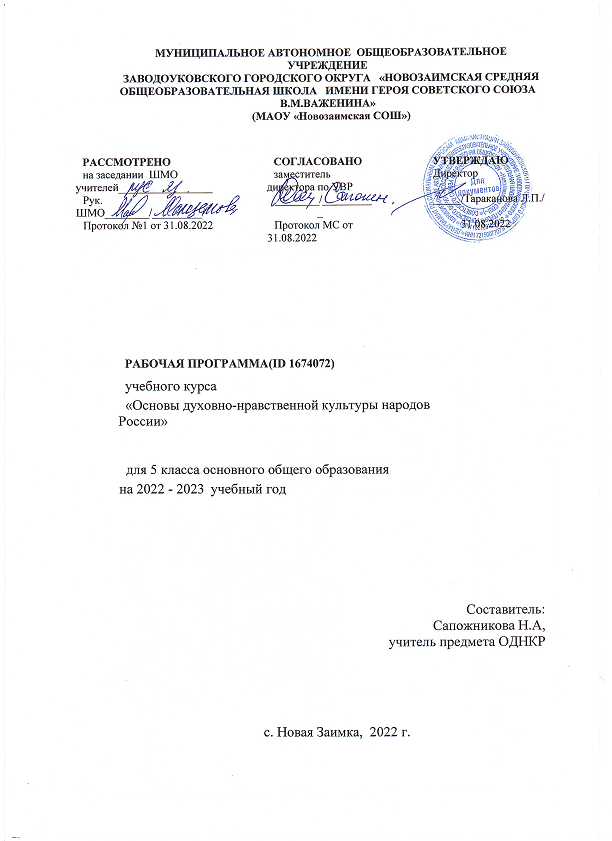 МУНИЦИПАЛЬНОЕ АВТОНОМНОЕ ОБЩЕОБРАЗОВАТЕЛЬНОЕ
УЧРЕЖДЕНИЕ
ЗАВОДОУКОВСКОГО ГОРОДСКОГО ОКРУГА «НОВОЗАИМСКАЯ СРЕДНЯЯ
ОБЩЕОБРАЗОВАТЕЛЬНАЯ ШКОЛА ИМЕНИ ГЕРОЯ СОВЕТСКОГО СОЮЗА
В.М.ВАЖЕНИНА»
(МАОУ «Новозаимская СОШ»)
РАССМОТРЕНО
на заседании ШМО
учителей
Рук.
ШМО
Протокол №1 от 31.08.2022
СОГЛАСОВАНО
заместитель
директора по УВР
Протокол МС от
31.08.2022
УТВЕРЖДАЮ
Директор
/Тараканова Л.П./
31.08.2022
Для
документов
РАБОЧАЯ ПРОГРАММА(ID 1674072)
учебного курса
«Основы духовно-нравственной культуры народов
России»
для 5 класса основного общего образования
на 2022 - 2023 учебный год
Составитель:
Сапожникова Н.А,
учитель предмета ОДНКР
с. Новая Заимка, 2022 г.